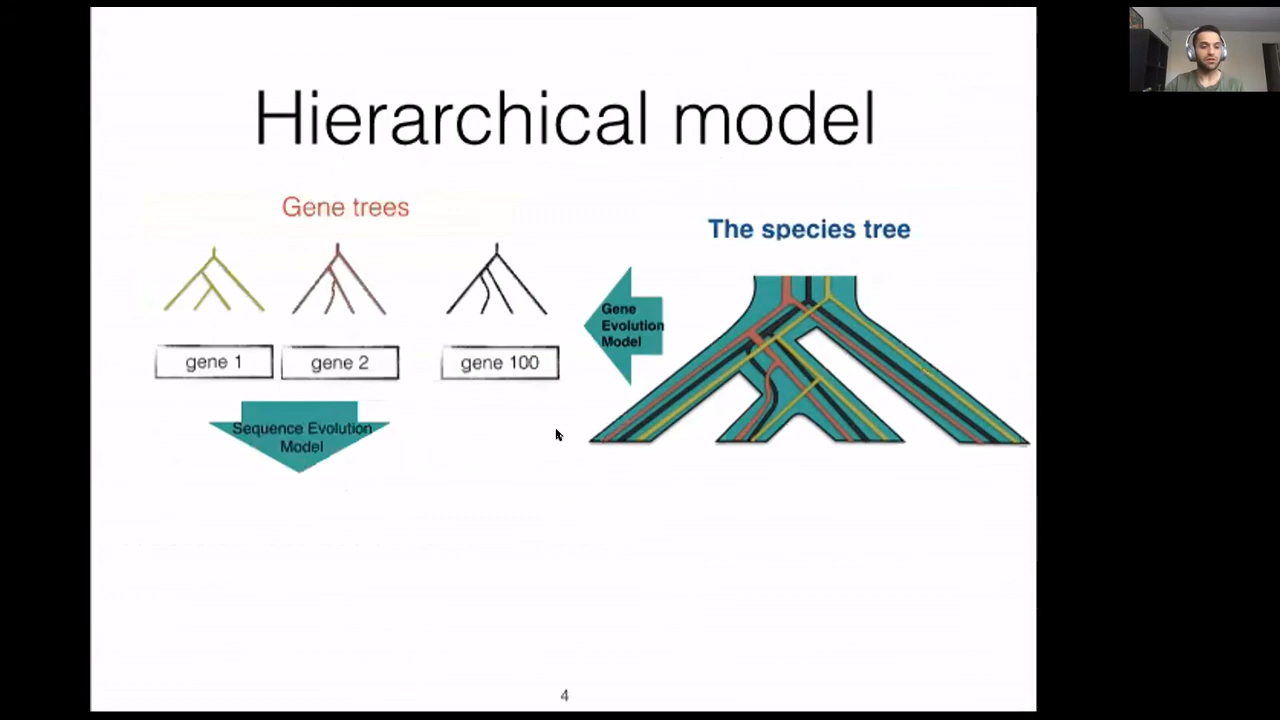 Hierarchical model
Gene trees
The species tree
gene 1
gene 2
gene 100
Gene
Evolution
Model
Sequence Evolution
Model
4